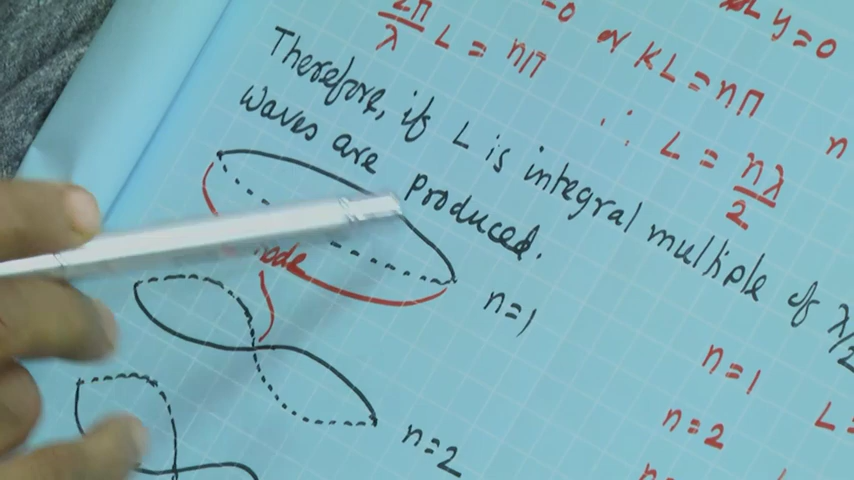 2π/λ L = nπ
=0 or KL = nπ
y=0
∴ L = nλ/2
n
Therefore, if L is integral multiple of λ/2
waves are produced.
n=1
n=2
n=1
n=2
L=